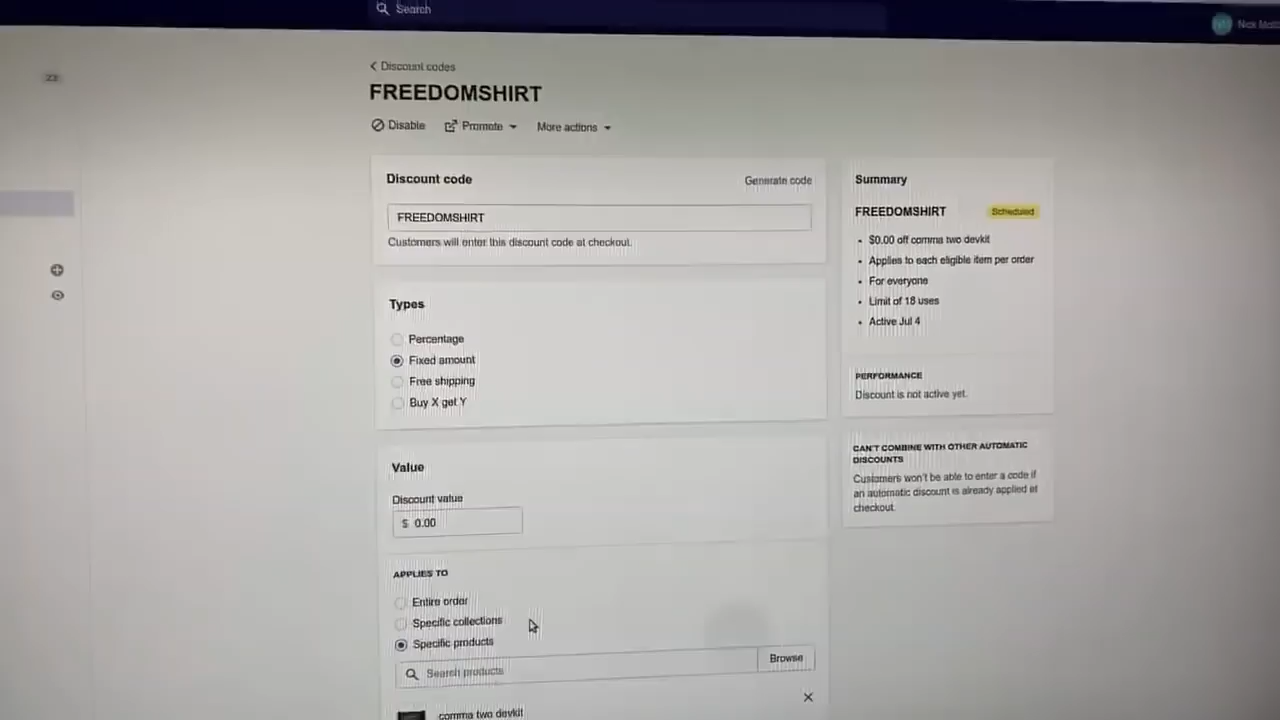 Search
Nick
23
Discount codes
FREEDOMSHIRT
Disable
Promote
More actions
Discount code
Generate code
FREEDOMSHIRT
Customers will enter this discount code at checkout.
Types
Percentage
Fixed amount
Free shipping
Buy X get Y
Value
Discount value
$ 0.00
APPLIES TO
Entire order
Specific collections
Specific products
Search products
Browse
comma two devkit
Summary
FREEDOMSHIRT
Scheduled
• $0.00 off comma two devkit
• Applies to each eligible item per order
• For everyone
• Limit of 18 uses
• Active Jul 4
PERFORMANCE
Discount is not active yet.
CAN'T COMBINE WITH OTHER AUTOMATIC
DISCOUNTS
Customers won't be able to enter a code if
an automatic discount is already applied at
checkout.